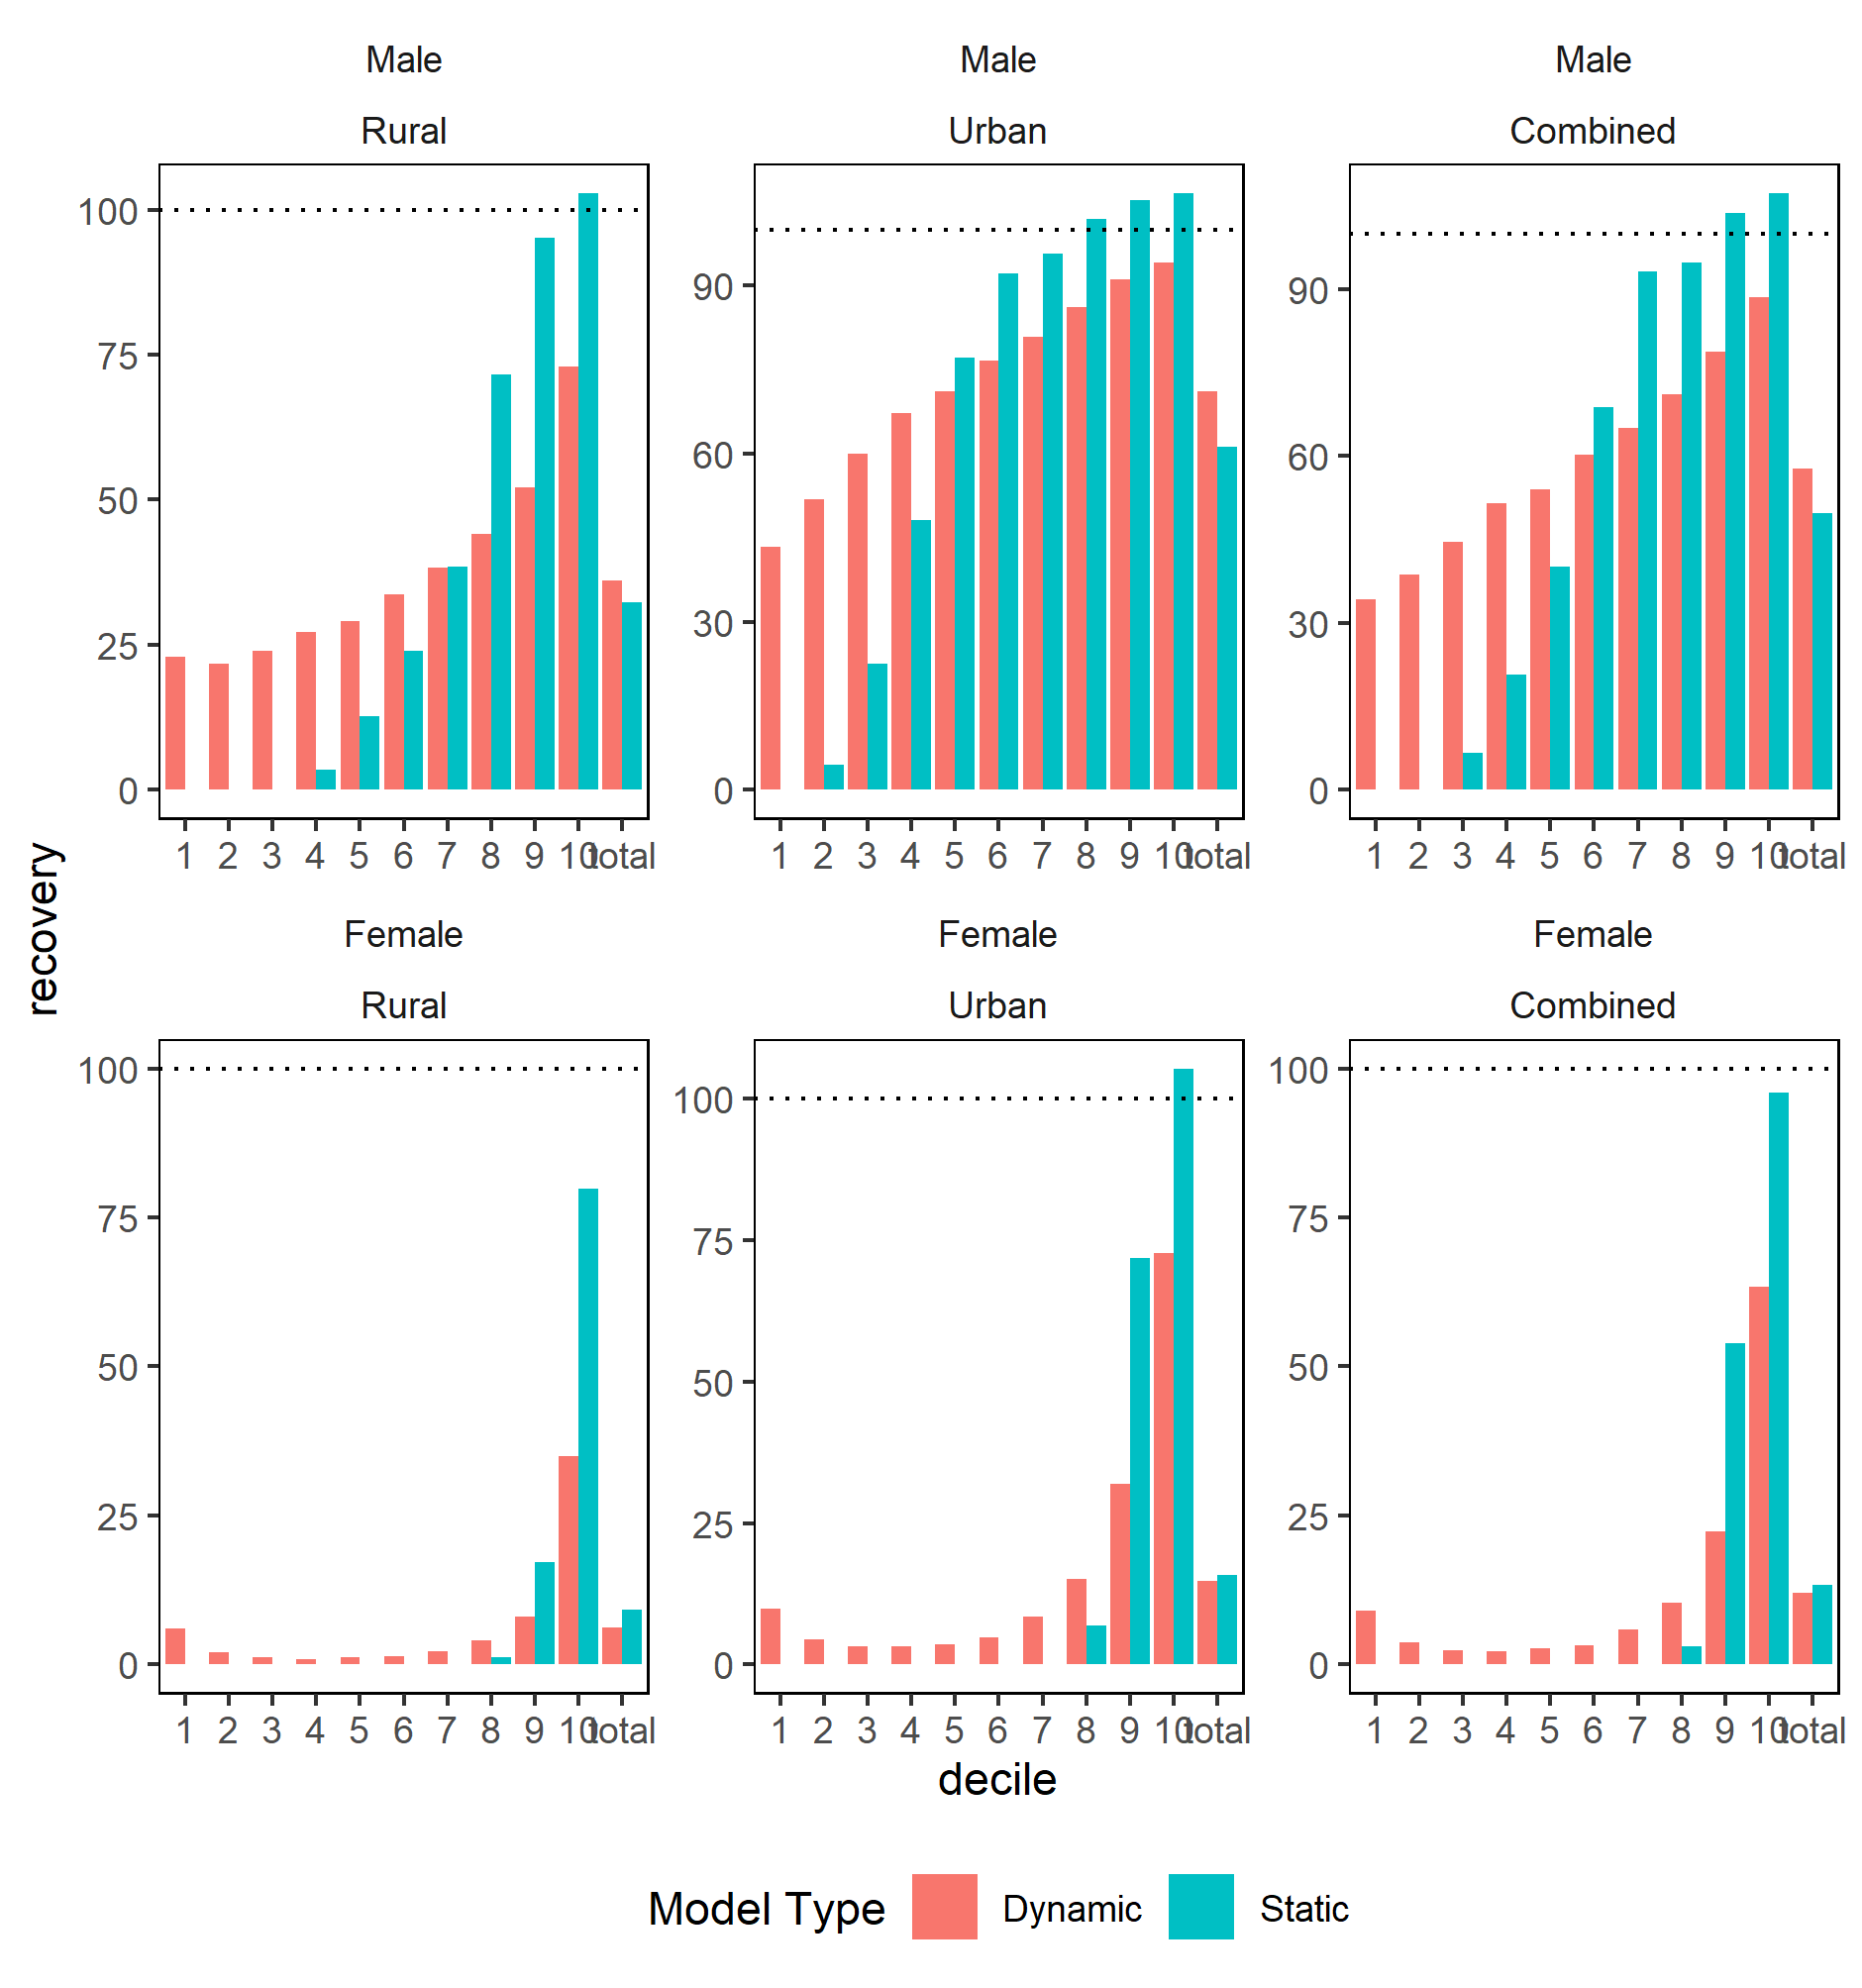 Male Male Male
Rural Urban Combined
100
75
50
25
0
90
60
30
0
90
60
30
0
1 2 3 4 5 6 7 8 9 10 total
1 2 3 4 5 6 7 8 9 10 total
1 2 3 4 5 6 7 8 9 10 total
recovery
Female Female Female
Rural Urban Combined
100
75
50
25
0
100
75
50
25
0
100
75
50
25
0
1 2 3 4 5 6 7 8 9 10 total
1 2 3 4 5 6 7 8 9 10 total
1 2 3 4 5 6 7 8 9 10 total
decile
Model Type Dynamic Static